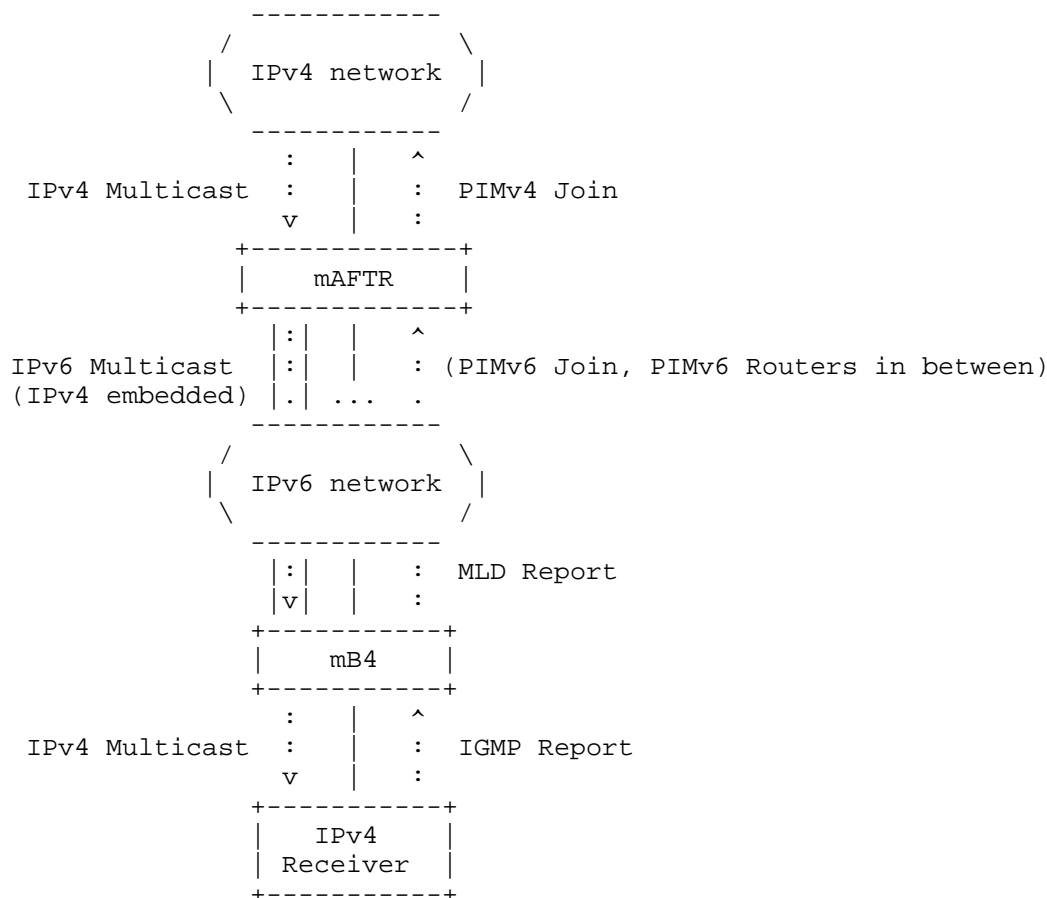 IPv4 network
IPv4 Multicast : | : PIMv4 Join
mAFTR
IPv6 Multicast |:| | : (PIMv6 Join, PIMv6 Routers in between)
(IPv4 embedded) |.| ... .
IPv6 network
|:| | : MLD Report
mB4
IPv4 Multicast : | : IGMP Report
IPv4
Receiver